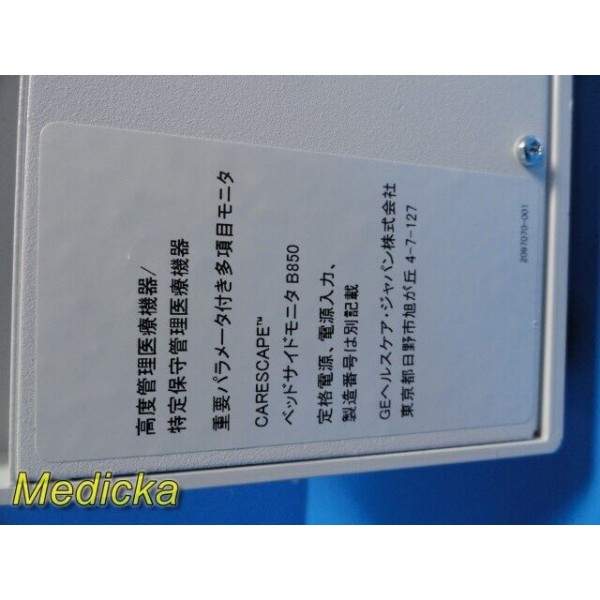 高度管理医療機器/
特定保守管理医療機器
重要パラメータ付き多項目モニタ
CARESCAPE™
ベッドサイドモニタ B850
定格電源、電源入力、
製造番号は別記載
GEヘルスケア・ジャパン株式会社
東京都日野市旭が丘 4-7-127
2097070-001
Medicka